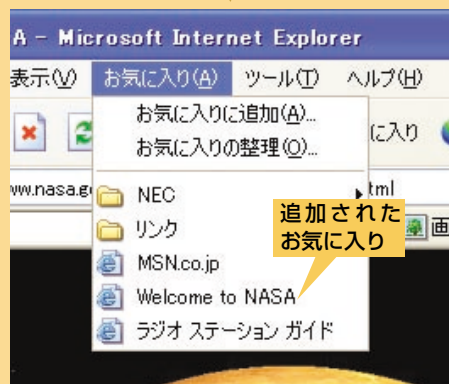 A - Microsoft Internet Explorer
表示(V) お気に入り(A) ツール(T) ヘルプ(H)
お気に入りに追加(A)...
お気に入りの整理(O)...
に入り
ww.nasa.g
tml
NEC
リンク
画
MSN.co.jp
Welcome to NASA
ラジオ ステーション ガイド
追加された
お気に入り